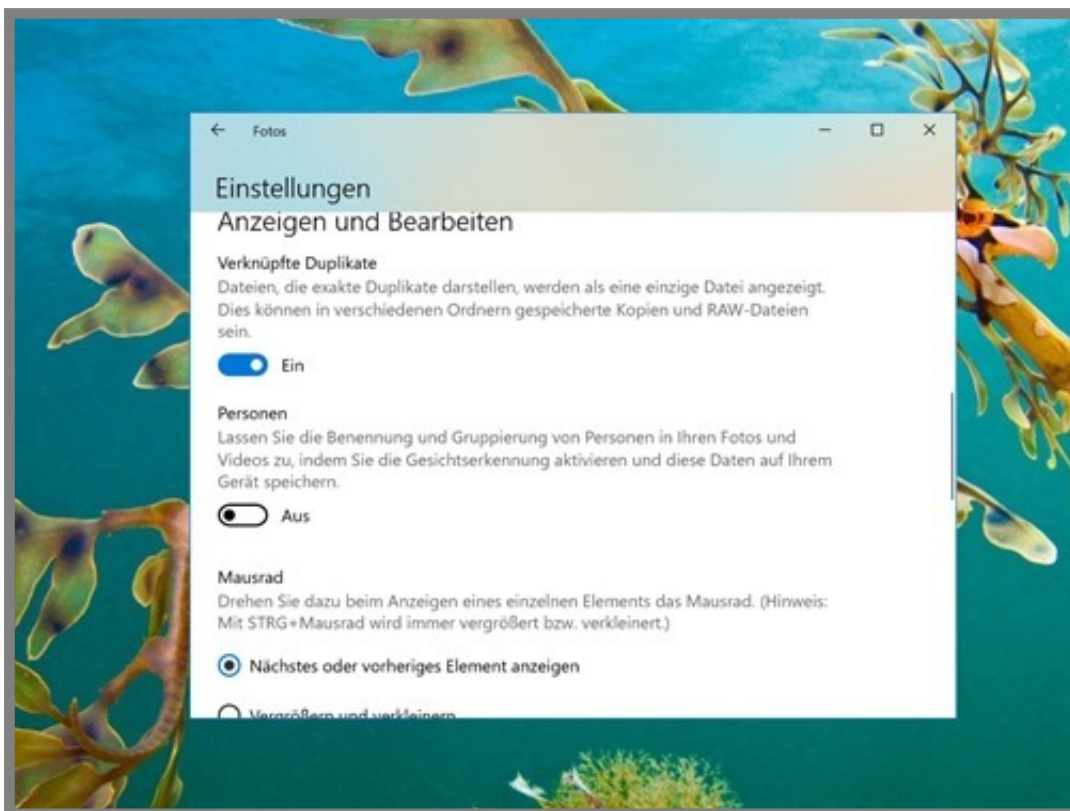 Fotos
Einstellungen
Anzeigen und Bearbeiten
Verknüpfte Duplikate
Dateien, die exakte Duplikate darstellen, werden als eine einzige Datei angezeigt.
Dies können in verschiedenen Ordnern gespeicherte Kopien und RAW-Dateien
sein.
Ein
Personen
Lassen Sie die Benennung und Gruppierung von Personen in Ihren Fotos und
Videos zu, indem Sie die Gesichtserkennung aktivieren und diese Daten auf Ihrem
Gerät speichern.
Aus
Mausrad
Drehen Sie dazu beim Anzeigen eines einzelnen Elements das Mausrad. (Hinweis:
Mit STRG+Mausrad wird immer vergrößert bzw. verkleinert.)
Nächstes oder vorheriges Element anzeigen
Vergrößern und verkleinern